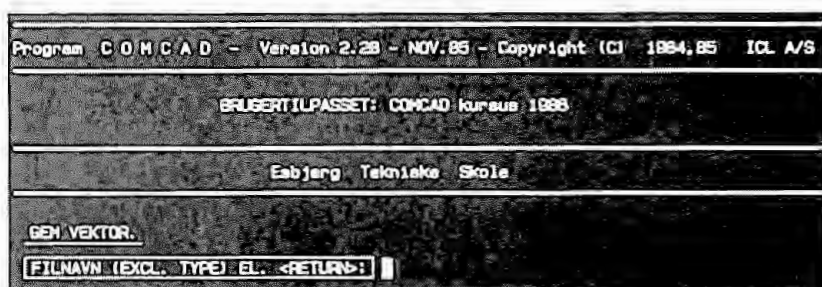 Program C O M C A D - Version 2.28 - NOV.85 - Copyright (C) 1984,85 ICL A/S
BRUGERTILPASSET: COMCAD kursus 1986
Esbjerg Tekniske Skole
GEM VEKTOR.
FILNAVN (EXCL. TYPE) EL. <RETURN>: